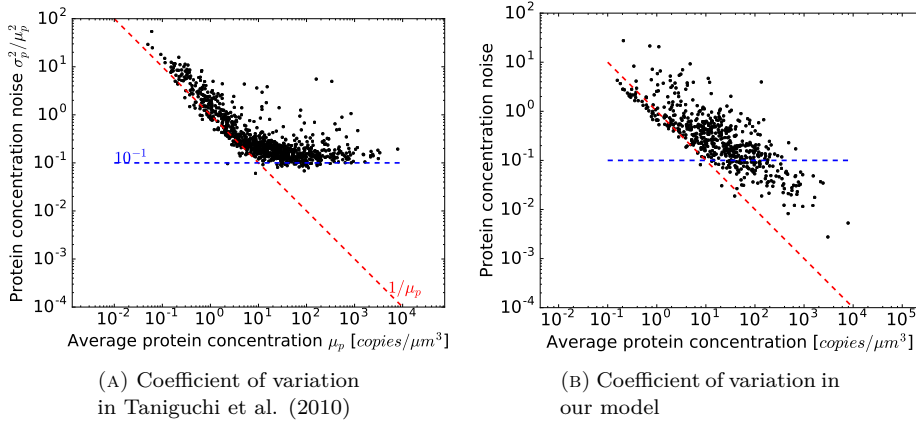 10^2
10^1
10^0
10^-1
10^-2
10^-3
10^-4
Protein concentration noise σ_p^2/μ_p^2
10^-1
1/μ_p
10^-2 10^-1 10^0 10^1 10^2 10^3 10^4
Average protein concentration μ_p [copies/μm^3]
(A) Coefficient of variation
in Taniguchi et al. (2010)
10^2
10^1
10^0
10^-1
10^-2
10^-3
10^-4
Protein concentration noise
10^-1 10^0 10^1 10^2 10^3 10^4 10^5
Average protein concentration [copies/μm^3]
(B) Coefficient of variation in
our model